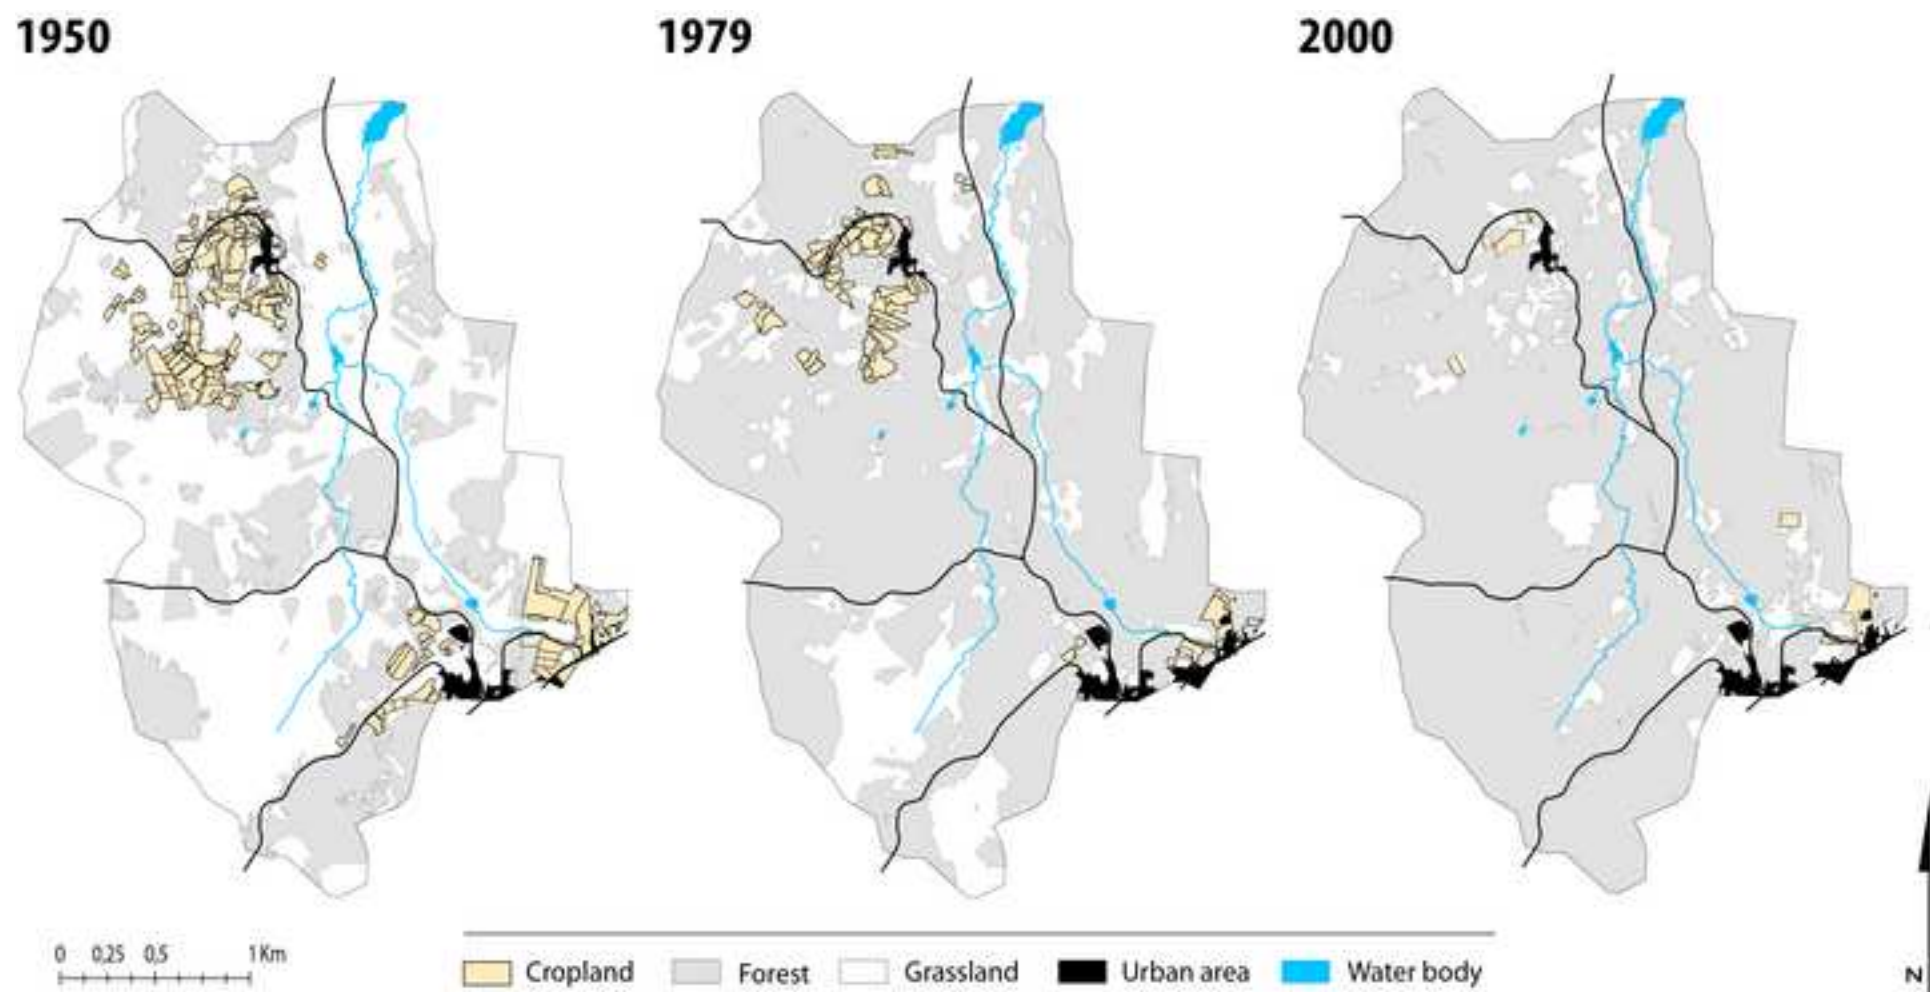 1950
1979
2000
0 0,25 0,5 1 Km
Cropland Forest Grassland Urban area Water body
N